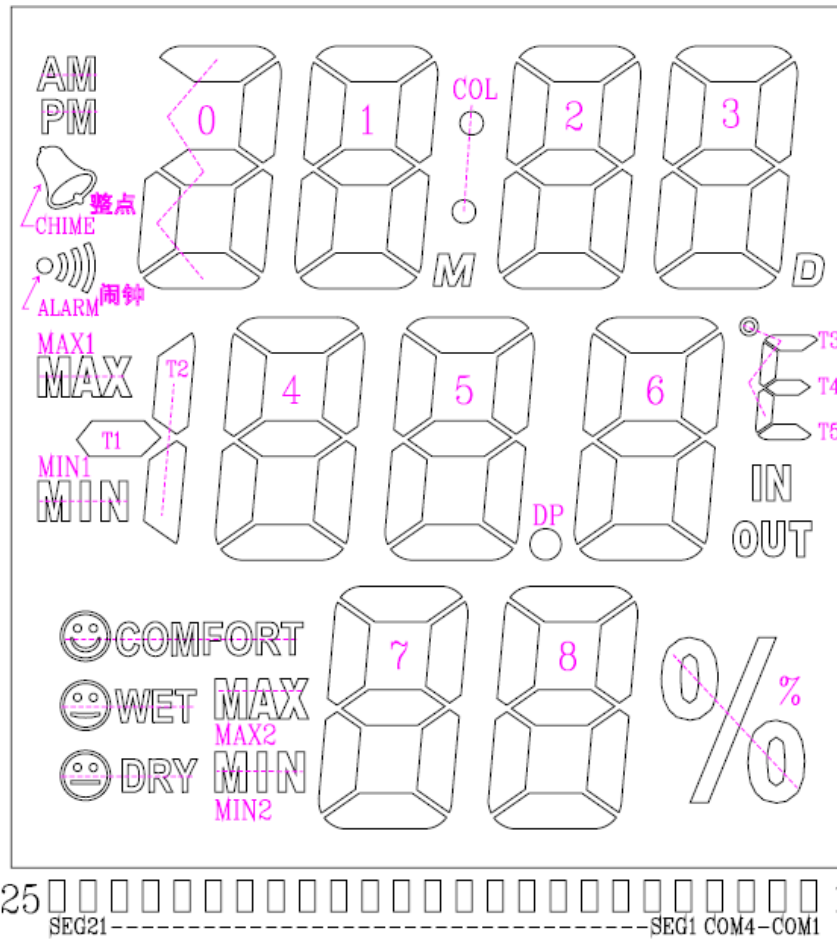 AM
PM
0 1 COL 2 3
整点
CHIME
M D
闹钟
ALARM
MAX1
MAX T2 4 5 6 T3
T4
T1
T5
MIN1
MIN IN
DP
OUT
COMFORT 7 8
WET MAX %
MAX2
DRY MIN
MIN2
25
SEG21 SEG1 COM4-COM1